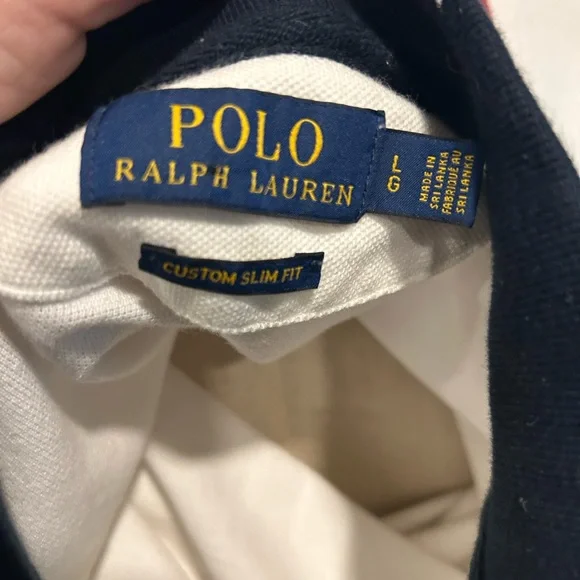 POLO
RALPH LAUREN
L
G
MADE IN
SRI LANKA
FABRIQUÉ AU
SRI LANKA
CUSTOM SLIM FIT